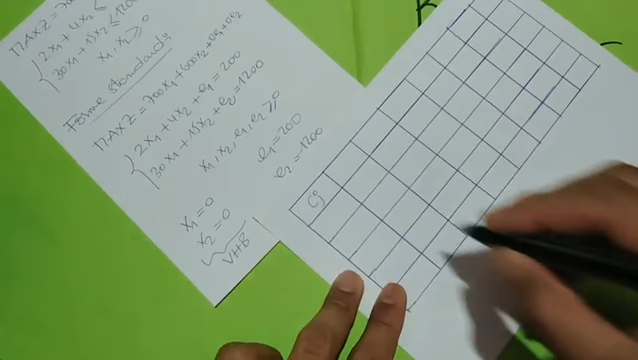 MAX Z = 700
2x1 + 4x2 ≤
30x1 + 15x2 ≤ 1200
x1, x2 ≥ 0
Forme standards
MAX Z = 700x1 + 600x2 + 0e1 + 0e2
2x1 + 4x2 + e1 = 200
30x1 + 15x2 + e2 = 1200
x1, x2, e1, e2 ≥ 0
e1 = 200
e2 = 1200
x1 = 0
x2 = 0
VHB
Cj